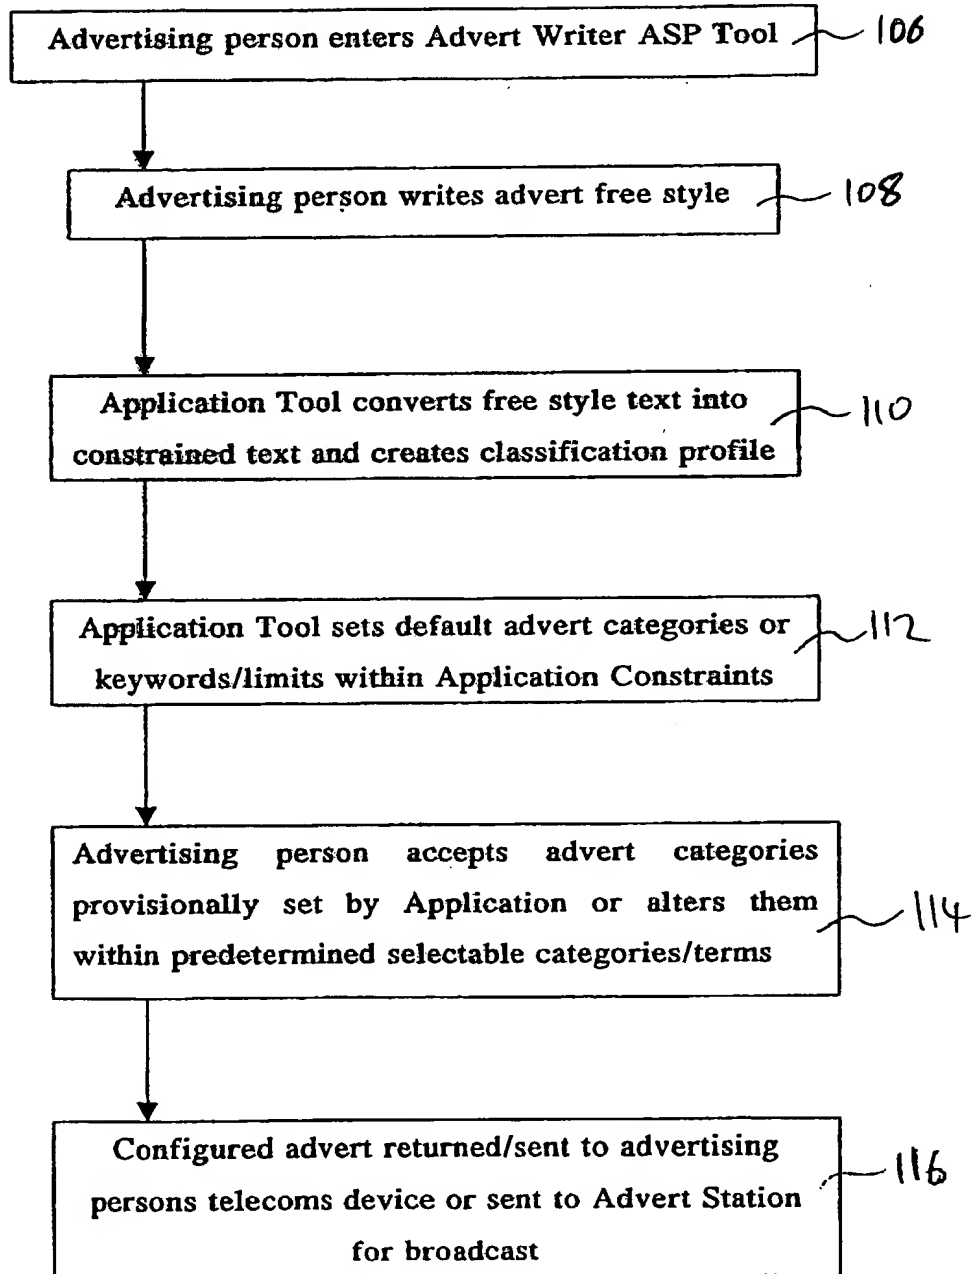 Advertising person enters Advert Writer ASP Tool 106
Advertising person writes advert free style 108
Application Tool converts free style text into
constrained text and creates classification profile
110
Application Tool sets default advert categories or
keywords/limits within Application Constraints
112
Advertising person accepts advert categories
provisionally set by Application or alters them
within predetermined selectable categories/terms
114
Configured advert returned/sent to advertising
persons telecoms device or sent to Advert Station
for broadcast
116